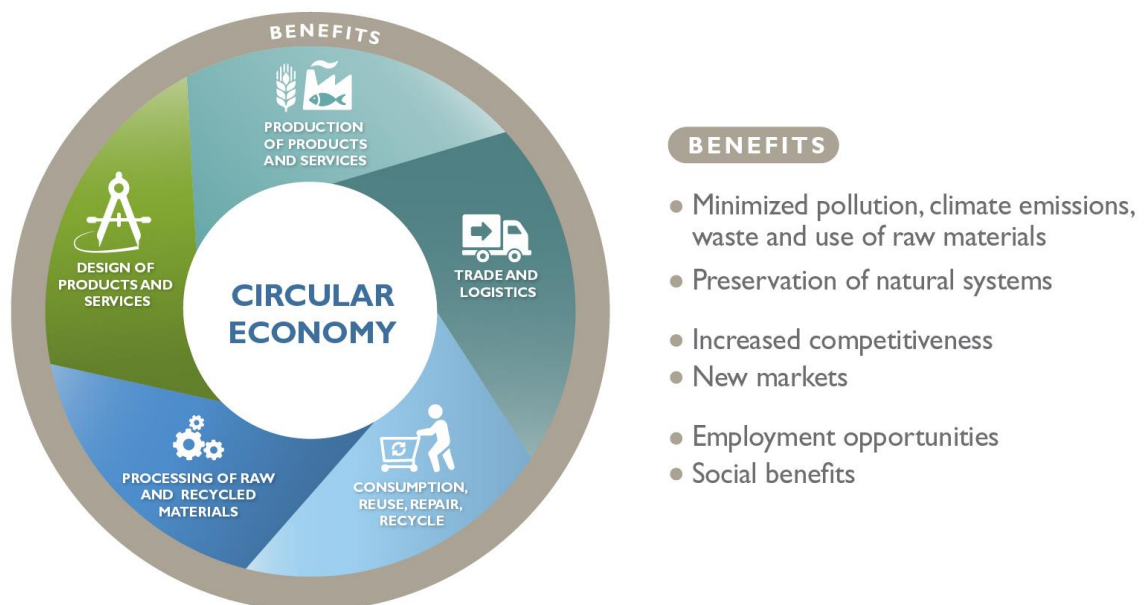 BENEFITS
PRODUCTION
OF PRODUCTS
AND SERVICES
TRADE AND
LOGISTICS
CONSUMPTION,
REUSE, REPAIR,
RECYCLE
PROCESSING OF RAW
AND RECYCLED
MATERIALS
DESIGN OF
PRODUCTS AND
SERVICES
CIRCULAR
ECONOMY
BENEFITS
• Minimized pollution, climate emissions,
waste and use of raw materials
• Preservation of natural systems
• Increased competitiveness
• New markets
• Employment opportunities
• Social benefits